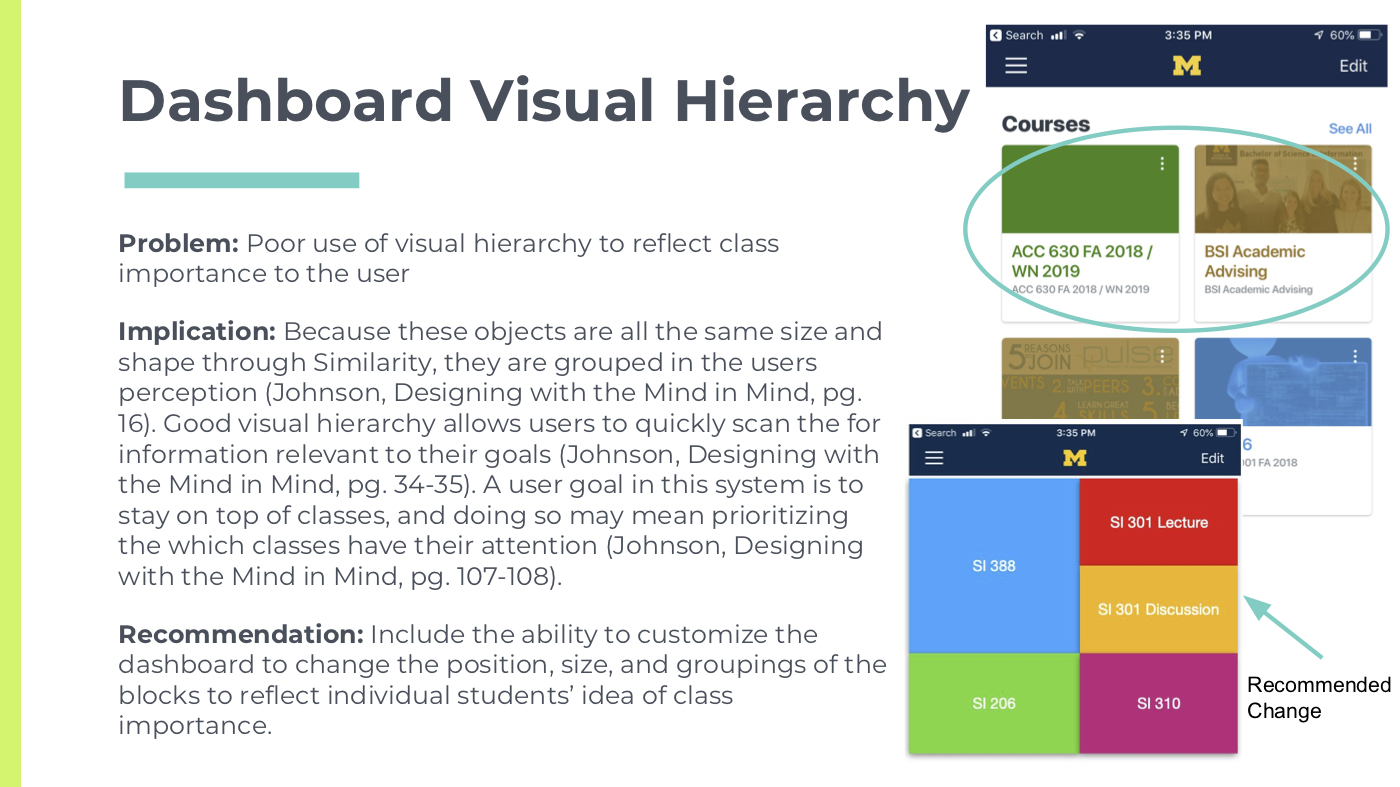 Dashboard Visual Hierarchy
Problem: Poor use of visual hierarchy to reflect class
importance to the user
Implication: Because these objects are all the same size and
shape through Similarity, they are grouped in the users
perception (Johnson, Designing with the Mind in Mind, pg.
16). Good visual hierarchy allows users to quickly scan the for
information relevant to their goals (Johnson, Designing with
the Mind in Mind, pg. 34-35). A user goal in this system is to
stay on top of classes, and doing so may mean prioritizing
the which classes have their attention (Johnson, Designing
with the Mind in Mind, pg. 107-108).
Recommendation: Include the ability to customize the
dashboard to change the position, size, and groupings of the
blocks to reflect individual students’ idea of class
importance.
Search 3:35 PM 60%
M Edit
Courses See All
M Bachelor of Science
ACC 630 FA 2018 /
WN 2019
ACC 630 FA 2018 / WN 2019
BSI Academic
Advising
BSI Academic Advising
5 REASONS
JOIN pulse
2. PEERS 3.
4. LEARN GREAT
SKILLS 5
6
01 FA 2018
Search 3:35 PM 60%
M Edit
SI 388
SI 301 Lecture
SI 301 Discussion
SI 206
SI 310
Recommended
Change